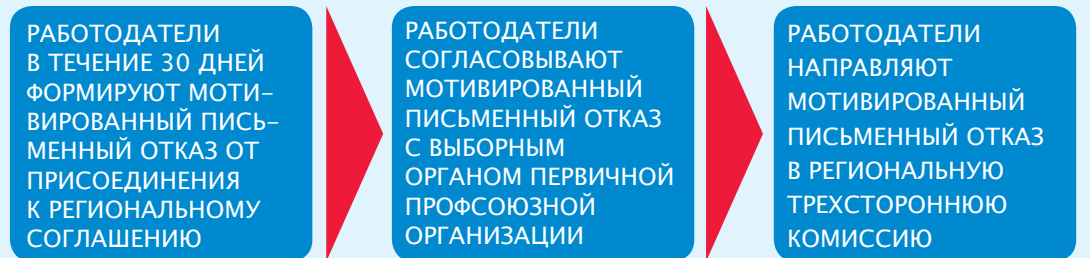 РАБОТОДАТЕЛИ
В ТЕЧЕНИЕ 30 ДНЕЙ
ФОРМИРУЮТ МОТИ-
ВИРОВАННЫЙ ПИСЬ-
МЕННЫЙ ОТКАЗ ОТ
ПРИСОЕДИНЕНИЯ
К РЕГИОНАЛЬНОМУ
СОГЛАШЕНИЮ
РАБОТОДАТЕЛИ
СОГЛАСОВЫВАЮТ
МОТИВИРОВАННЫЙ
ПИСЬМЕННЫЙ ОТКАЗ
С ВЫБОРНЫМ
ОРГАНОМ ПЕРВИЧНОЙ
ПРОФСОЮЗНОЙ
ОРГАНИЗАЦИИ
РАБОТОДАТЕЛИ
НАПРАВЛЯЮТ
МОТИВИРОВАННЫЙ
ПИСЬМЕННЫЙ ОТКАЗ
В РЕГИОНАЛЬНУЮ
ТРЕХСТОРОННЮЮ
КОМИССИЮ